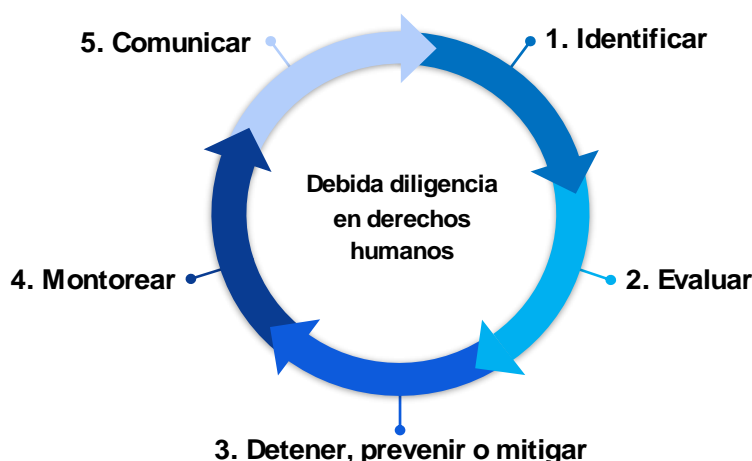 5. Comunicar
1. Identificar
Debida diligencia
en derechos
humanos
4. Montorear
2. Evaluar
3. Detener, prevenir o mitigar